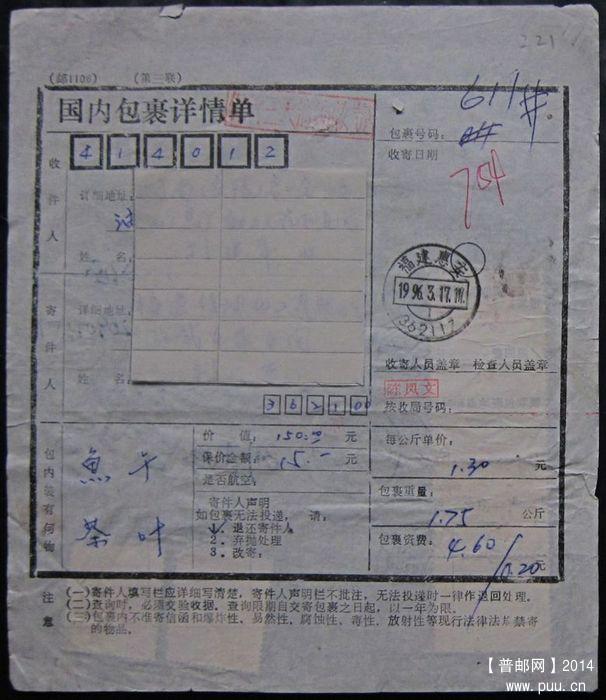 221
(邮1106) (第三联)
国内包裹详情单
611#
包裹号码:
收寄日期
754
414012
收件人
详细地址:
姓 名:
寄件人
详细地址:
姓 名:
福建惠安
1996.3.17.
362117
收寄人员盖章 检查人员盖章
陈凤文
接收局号码:
362100
包内装有何物
魚干
茶叶
价 值: 150.00 元
保价金额: 15.- 元
是否航空:
寄件人声明
如包裹无法投递, 请:
1. 退还寄件人
2. 弃抛处理
3. 改寄:
每公斤单价:
1.30 元
包裹重量:
1.75 公斤
包裹资费: 4.60 元
注意
(一)寄件人填写栏应详细写清楚, 寄件人声明栏不批注, 无法投递时一律作退回处理。
(二)查询时, 必须交验收据. 查询限期自交寄包裹之日起, 以一年为限。
(三)包裹内不准寄信函和爆炸性、易燃性、腐蚀性、毒性、放射性等现行法律法规禁寄
的物品。
【普邮网】2014
www.puu.cn